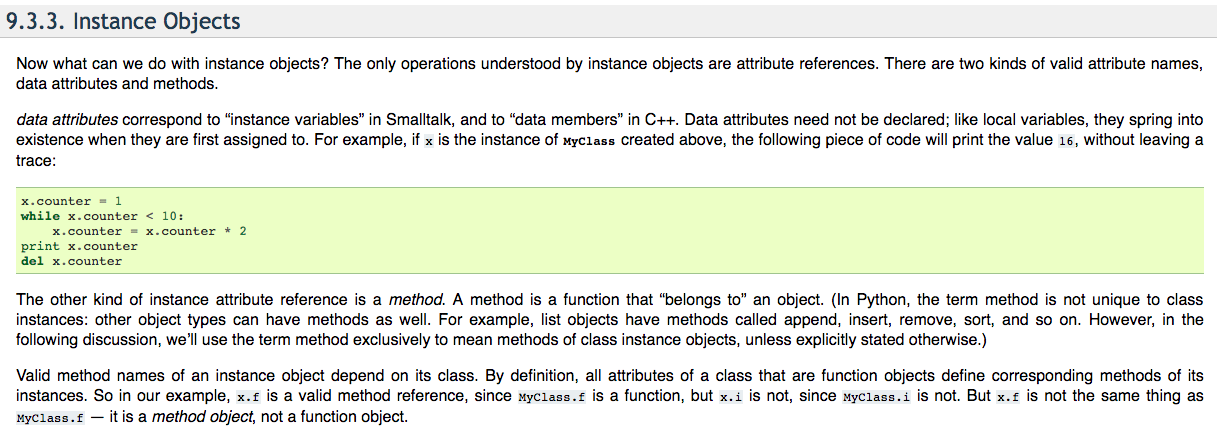 9.3.3. Instance Objects
Now what can we do with instance objects? The only operations understood by instance objects are attribute references. There are two kinds of valid attribute names,
data attributes and methods.
data attributes correspond to “instance variables” in Smalltalk, and to “data members” in C++. Data attributes need not be declared; like local variables, they spring into
existence when they are first assigned to. For example, if x is the instance of MyClass created above, the following piece of code will print the value 16, without leaving a
trace:
x.counter = 1
while x.counter < 10:
    x.counter = x.counter * 2
print x.counter
del x.counter
The other kind of instance attribute reference is a method. A method is a function that “belongs to” an object. (In Python, the term method is not unique to class
instances: other object types can have methods as well. For example, list objects have methods called append, insert, remove, sort, and so on. However, in the
following discussion, we’ll use the term method exclusively to mean methods of class instance objects, unless explicitly stated otherwise.)
Valid method names of an instance object depend on its class. By definition, all attributes of a class that are function objects define corresponding methods of its
instances. So in our example, x.f is a valid method reference, since MyClass.f is a function, but x.i is not, since MyClass.i is not. But x.f is not the same thing as
MyClass.f — it is a method object, not a function object.